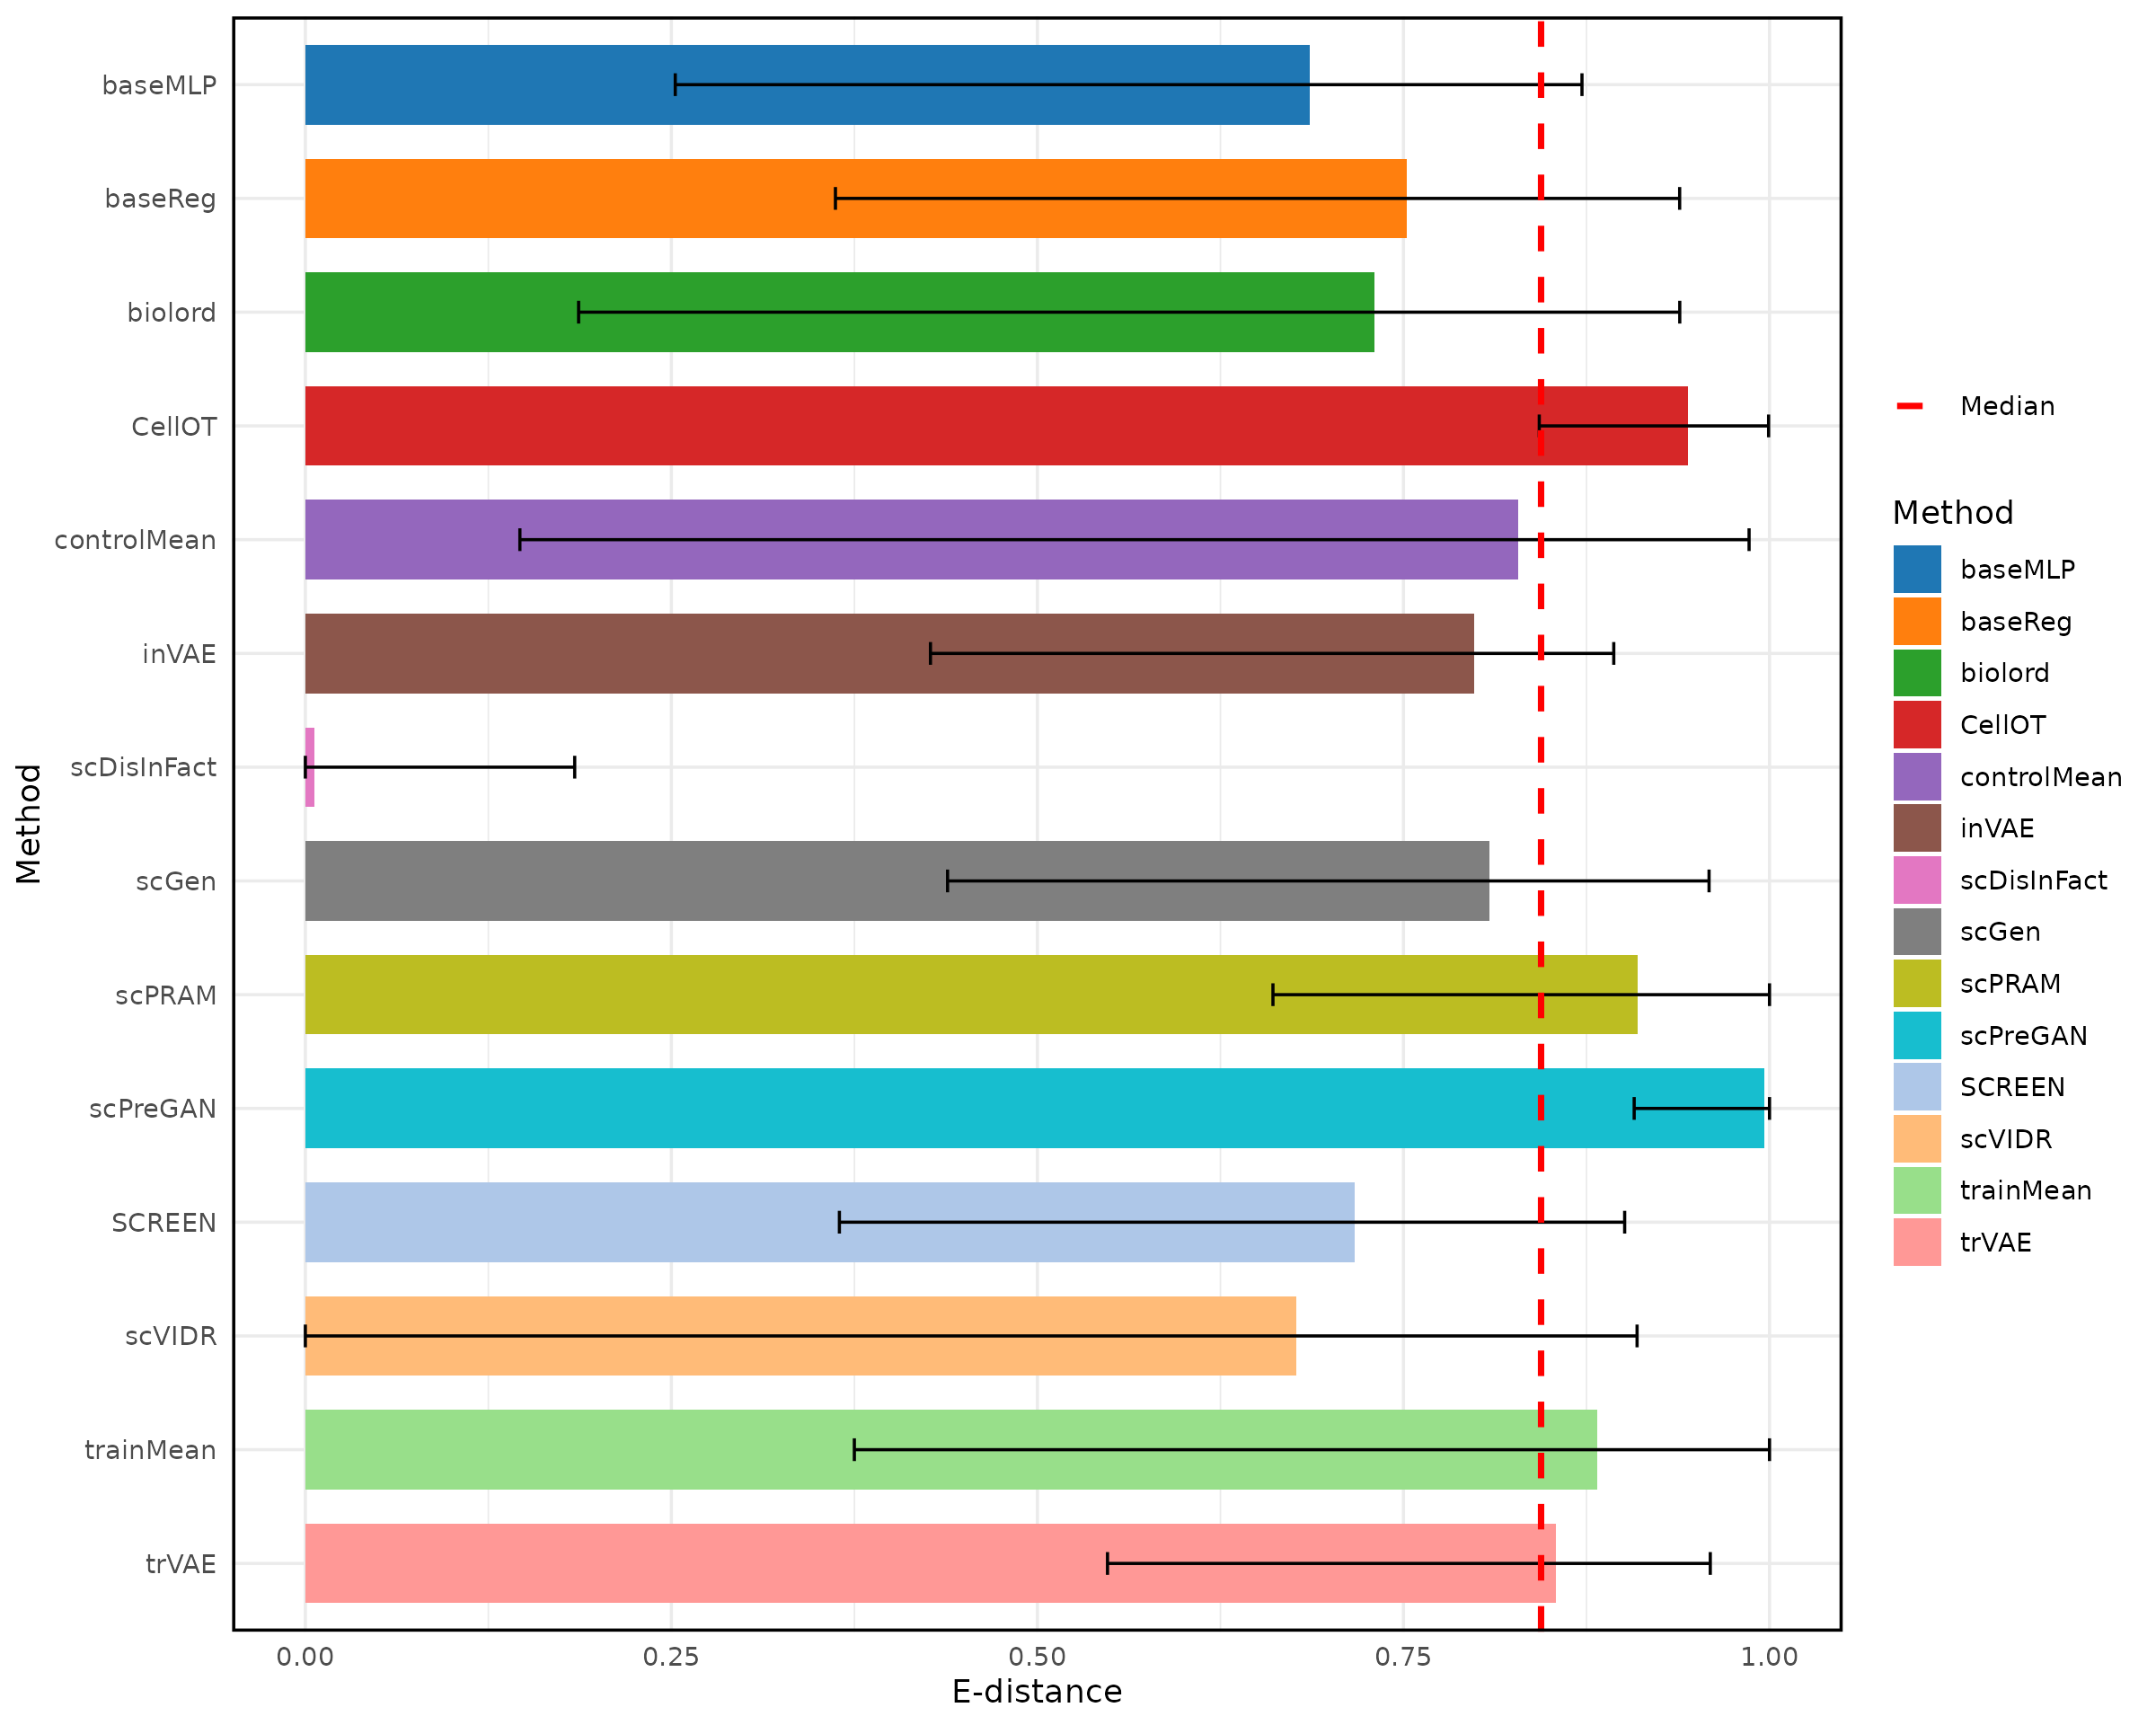 baseMLP
baseReg
biolord
CellOT
controlMean
inVAE
scDisInFact
scGen
scPRAM
scPreGAN
SCREEN
scVIDR
trainMean
trVAE
Method
0.00 0.25 0.50 0.75 1.00
E-distance
Median
Method
baseMLP
baseReg
biolord
CellOT
controlMean
inVAE
scDisInFact
scGen
scPRAM
scPreGAN
SCREEN
scVIDR
trainMean
trVAE